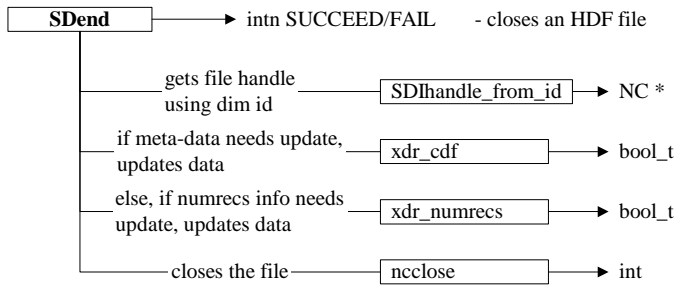 SDend intn SUCCEED/FAIL - closes an HDF file
gets file handle
using dim id
SDIhandle_from_id NC *
if meta-data needs update,
updates data
xdr_cdf bool_t
else, if numrecs info needs
update, updates data
xdr_numrecs bool_t
closes the file ncclose int